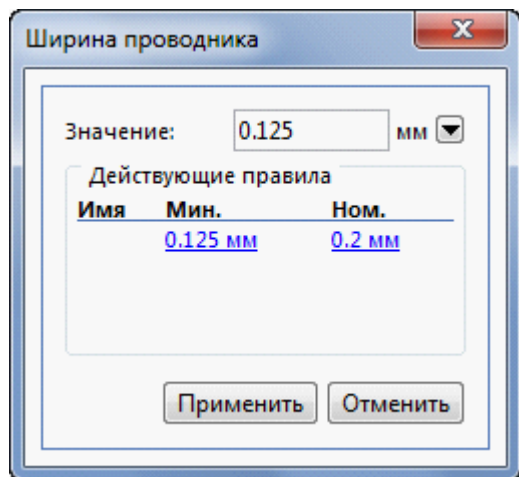 Ширина проводника
Значение: 0.125 мм
Действующие правила
Имя Мин. Ном.
0.125 мм 0.2 мм
Применить Отменить